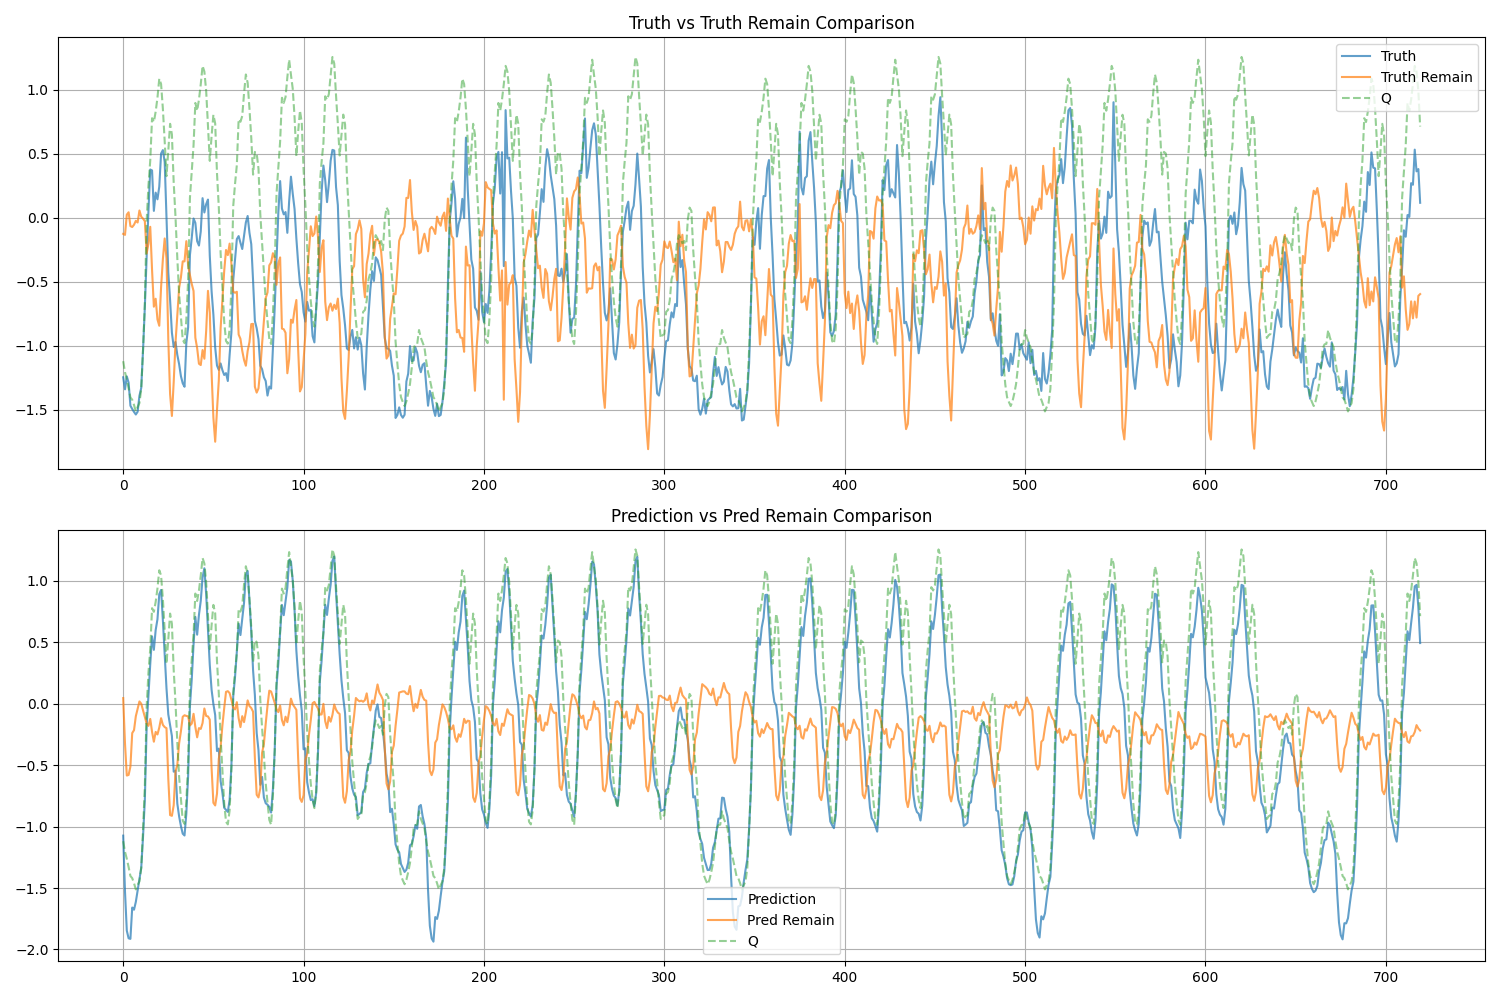 Truth vs Truth Remain Comparison
1.0
0.5
0.0
−0.5
−1.0
−1.5
Truth
Truth Remain
Q
0 100 200 300 400 500 600 700
Prediction vs Pred Remain Comparison
1.0
0.5
0.0
−0.5
−1.0
−1.5
−2.0
Prediction
Pred Remain
Q
0 100 200 300 400 500 600 700